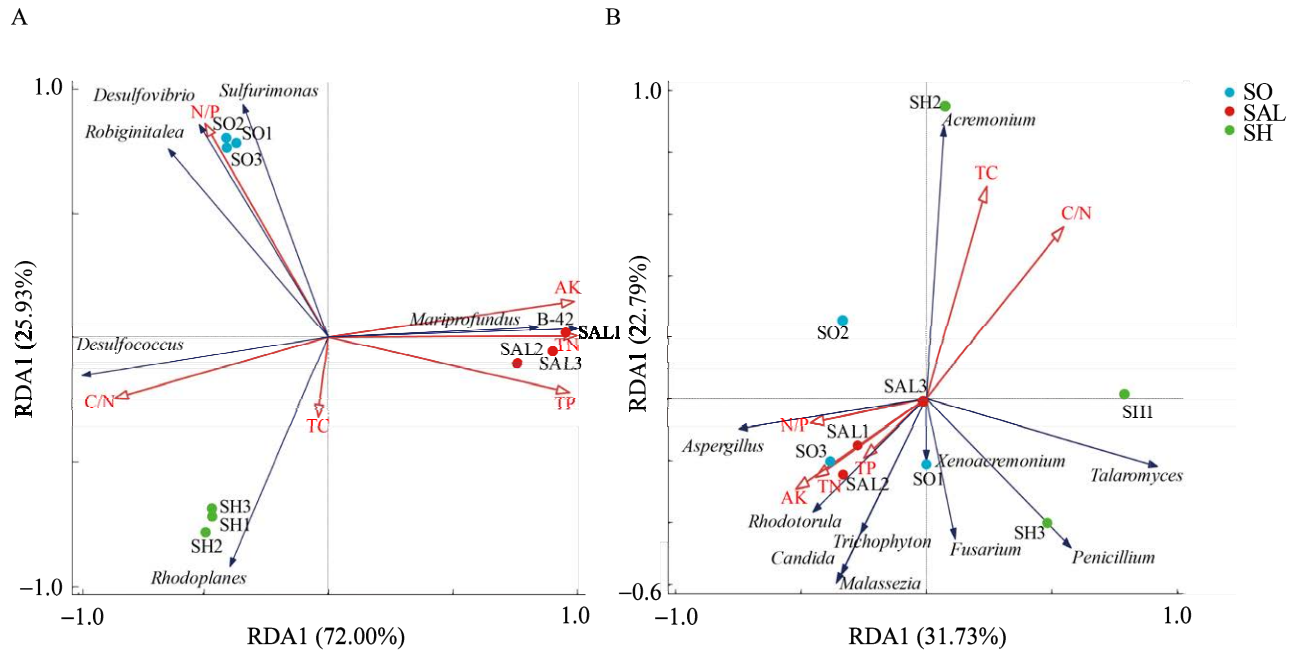 A
B
1.0
Desulfovibrio
Sulfurimonas
N/P
Robiginitalea
SO2
SO1
SO3
AK
Mariprofundus
B-42
SAL1
TN
SAL2
SAL3
Desulfococcus
C/N
TP
TC
SH3
SH1
SH2
Rhodoplanes
−1.0
−1.0
1.0
RDA1 (25.93%)
RDA1 (72.00%)
1.0
SH2
Acremonium
TC
C/N
SO2
SAL3
SH1
N/P
Aspergillus
SAL1
SO3
TP
Xenoacremonium
Talaromyces
AK
TN
SAL2
SO1
Rhodotorula
SH3
Trichophyton
Fusarium
Penicillium
Candida
Malassezia
−0.6
−1.0
1.0
RDA1 (22.79%)
RDA1 (31.73%)
SO
SAL
SH